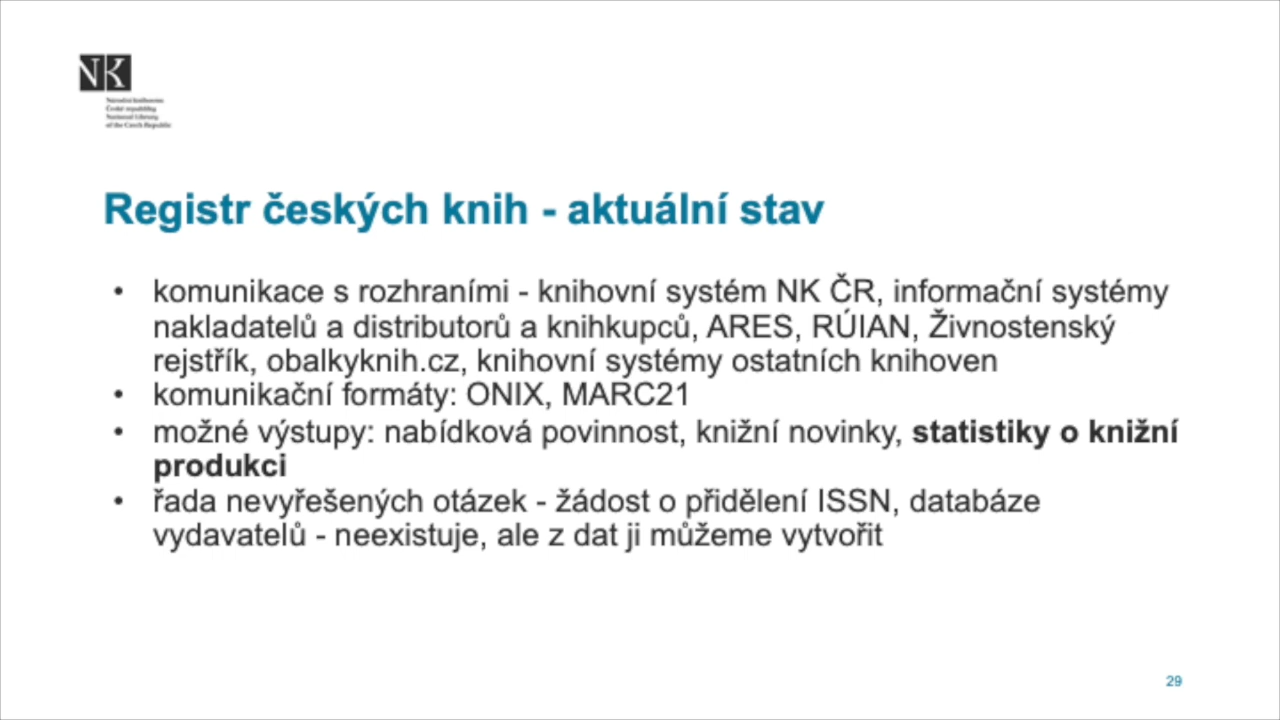 NK
Národní knihovna
České republiky
National Library
of the Czech Republic
Registr českých knih - aktuální stav
• komunikace s rozhraními - knihovní systém NK ČR, informační systémy
nakladatelů a distributorů a knihkupců, ARES, RÚIAN, Živnostenský
rejstřík, obalkyknih.cz, knihovní systémy ostatních knihoven
• komunikační formáty: ONIX, MARC21
• možné výstupy: nabídková povinnost, knižní novinky, statistiky o knižní
produkci
• řada nevyřešených otázek - žádost o přidělení ISSN, databáze
vydavatelů - neexistuje, ale z dat ji můžeme vytvořit
29